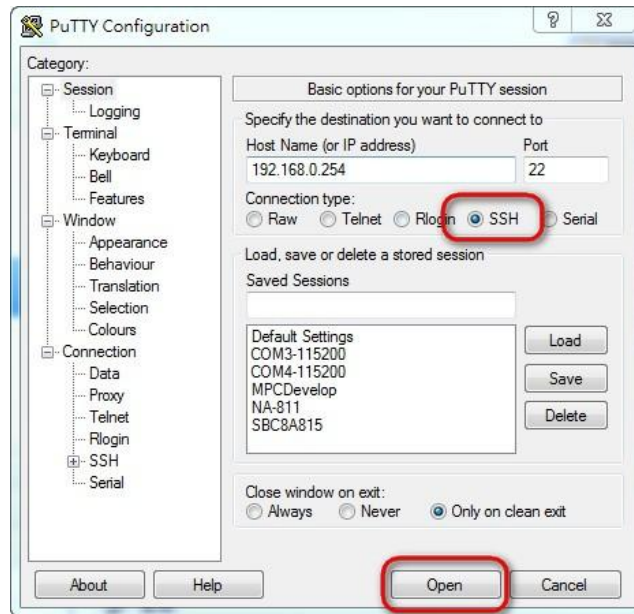 PuTTY Configuration
Category:
Session
Logging
Terminal
Keyboard
Bell
Features
Window
Appearance
Behaviour
Translation
Selection
Colours
Connection
Data
Proxy
Telnet
Rlogin
SSH
Serial
Basic options for your PuTTY session
Specify the destination you want to connect to
Host Name (or IP address) Port
192.168.0.254 22
Connection type:
Raw Telnet Rlogin SSH Serial
Load, save or delete a stored session
Saved Sessions
Default Settings
COM3-115200
COM4-115200
MPCDevelop
NA-811
SBC8A815
Load
Save
Delete
Close window on exit:
Always Never Only on clean exit
About Help Open Cancel